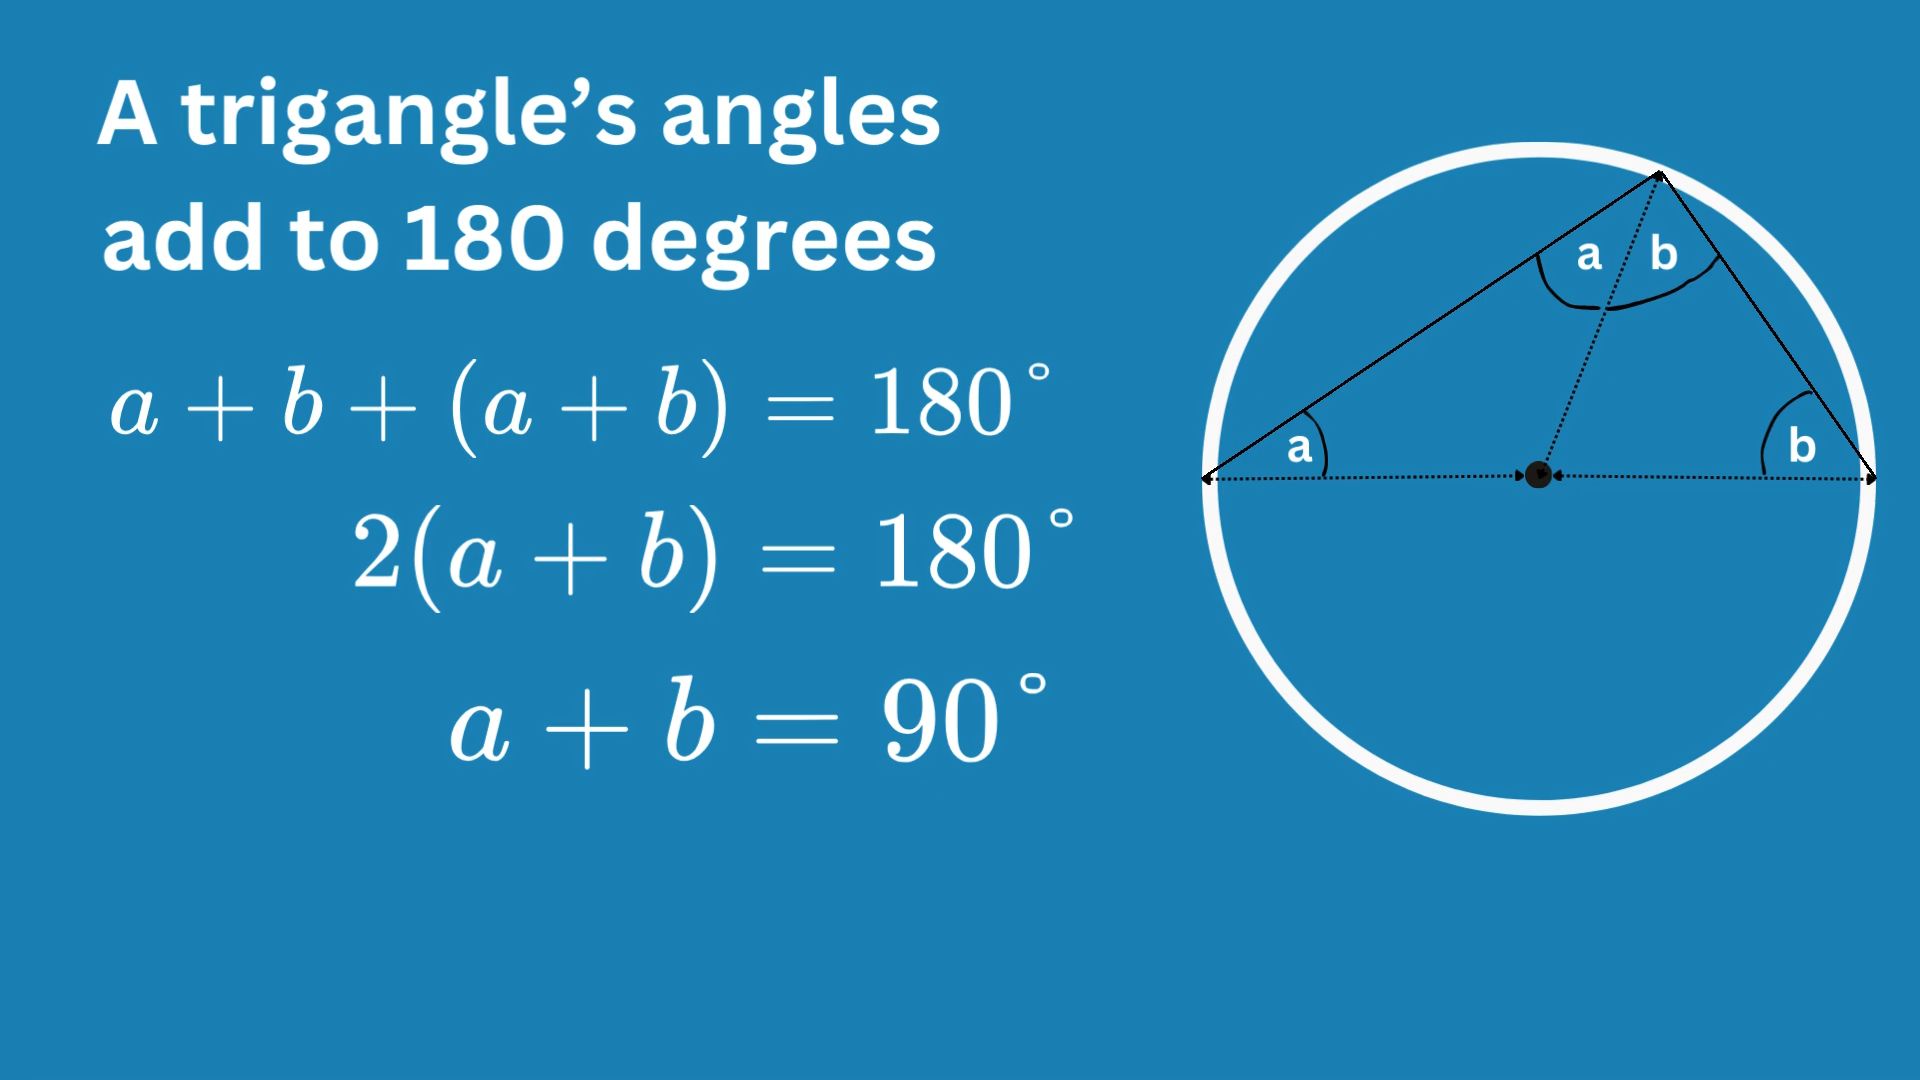 A trigangle’s angles
add to 180 degrees
a + b + (a + b) = 180°
2(a + b) = 180°
a + b = 90°
a b
a b